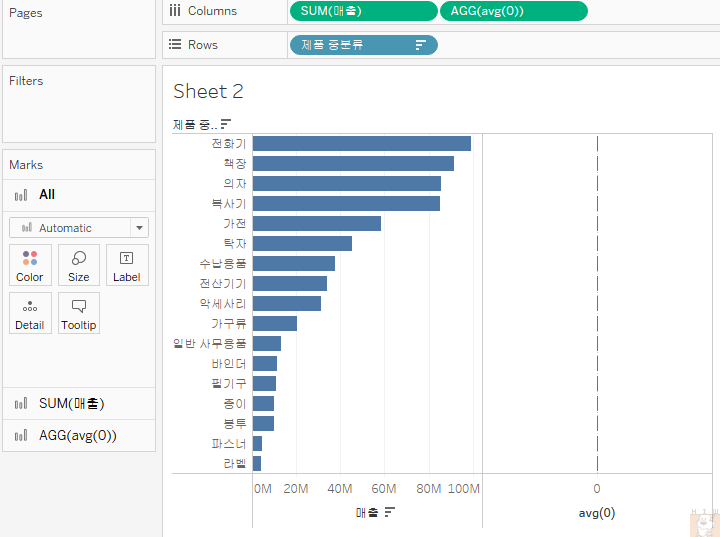 Pages
Columns
SUM(매출)
AGG(avg(0))
Rows
제품 중분류
Filters
Sheet 2
제품 중..
Marks
All
Automatic
Color
Size
Label
Detail
Tooltip
SUM(매출)
AGG(avg(0))
전화기
책장
의자
복사기
가전
탁자
수납용품
전산기기
악세사리
가구류
일반 사무용품
바인더
필기구
종이
봉투
파스너
라벨
0M 20M 40M 60M 80M 100M
0
매출
avg(0)